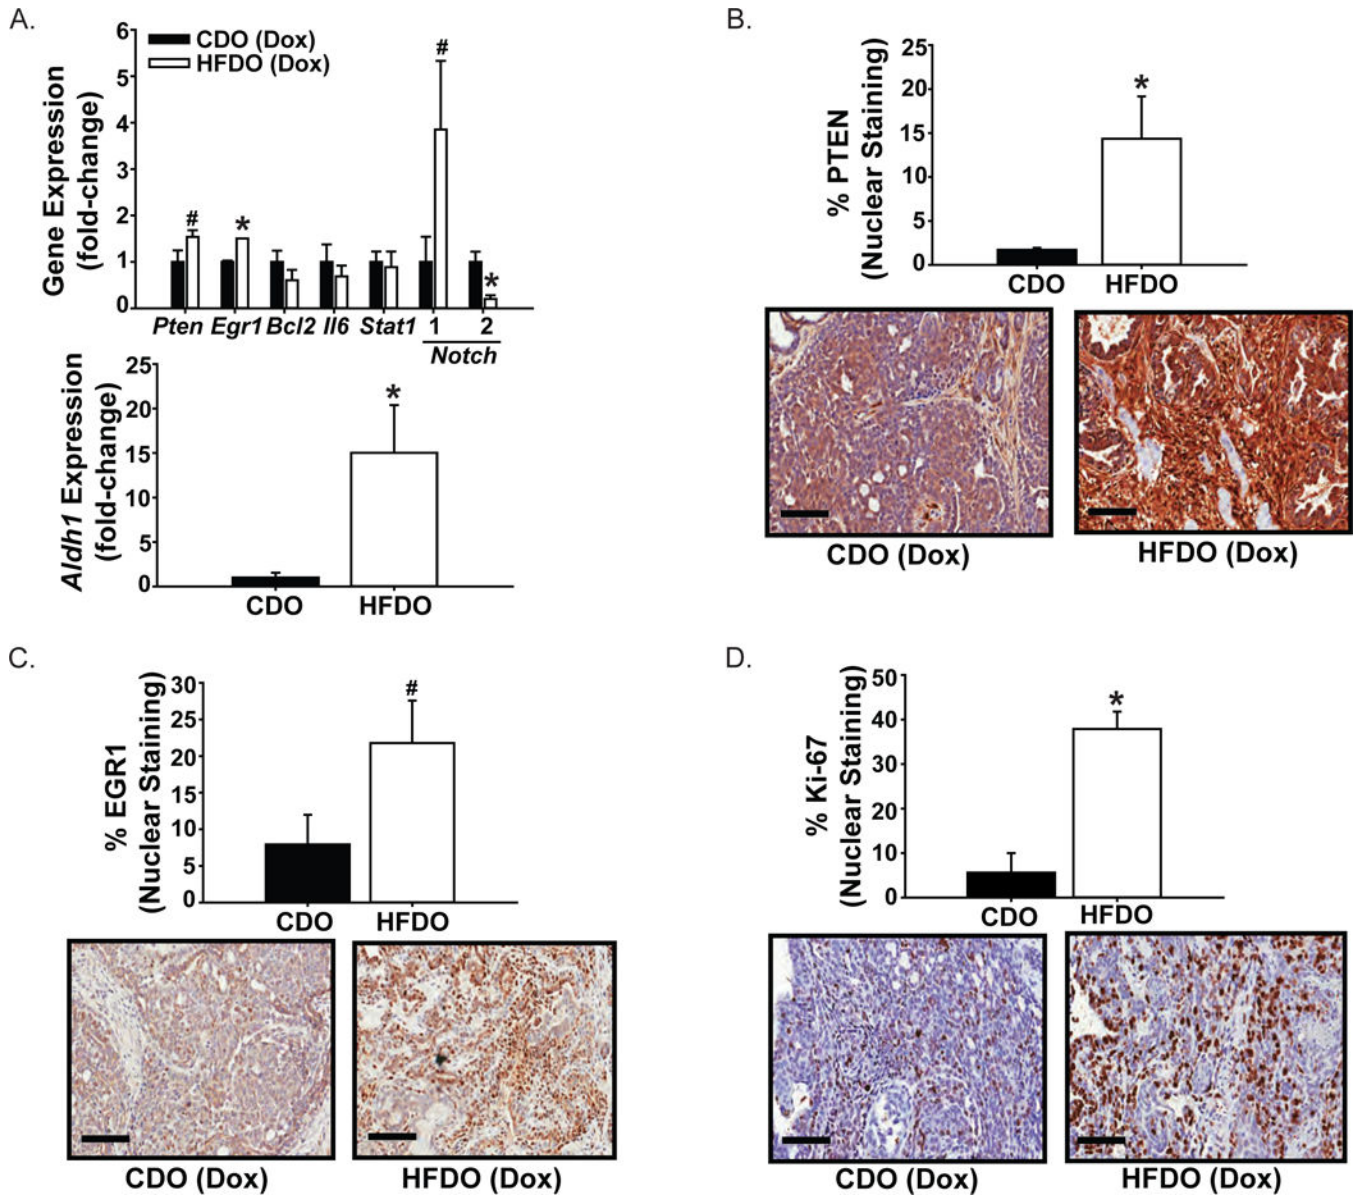 A.
Gene Expression
(fold-change)
6
5
4
3
2
1
0
CDO (Dox)
HFDO (Dox)
#
*
#
*
Pten Egr1 Bcl2 Il6 Stat1 1 2
Notch
Aldh1 Expression
(fold-change)
25
20
15
10
5
0
*
CDO HFDO
B.
% PTEN
(Nuclear Staining)
25
20
15
10
5
0
*
CDO HFDO
CDO (Dox) HFDO (Dox)
C.
% EGR1
(Nuclear Staining)
30
25
20
15
10
5
0
#
CDO HFDO
CDO (Dox) HFDO (Dox)
D.
% Ki-67
(Nuclear Staining)
50
40
30
20
10
0
*
CDO HFDO
CDO (Dox) HFDO (Dox)